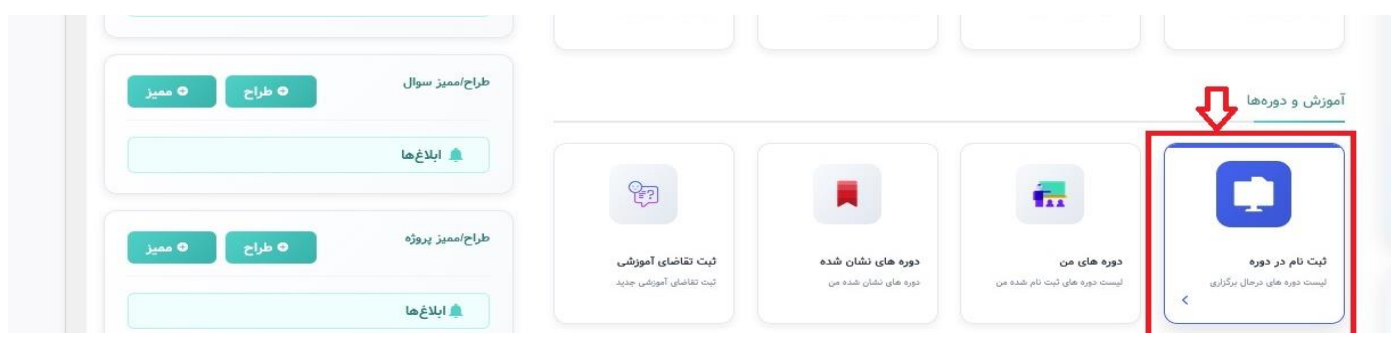 آموزش و دوره‌ها
ثبت نام در دوره
لیست دوره های درحال برگزاری
دوره های من
لیست دوره های ثبت نام شده من
دوره های نشان شده
دوره های نشان شده من
ثبت تقاضای آموزشی
ثبت تقاضای آموزشی جدید
طراح/ممیز سوال
طراح
ممیز
ابلاغ‌ها
طراح/ممیز پروژه
طراح
ممیز
ابلاغ‌ها